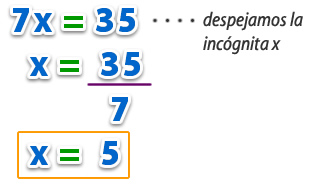 7x = 35 .... despejamos la
incógnita x
x = 35
7
x = 5